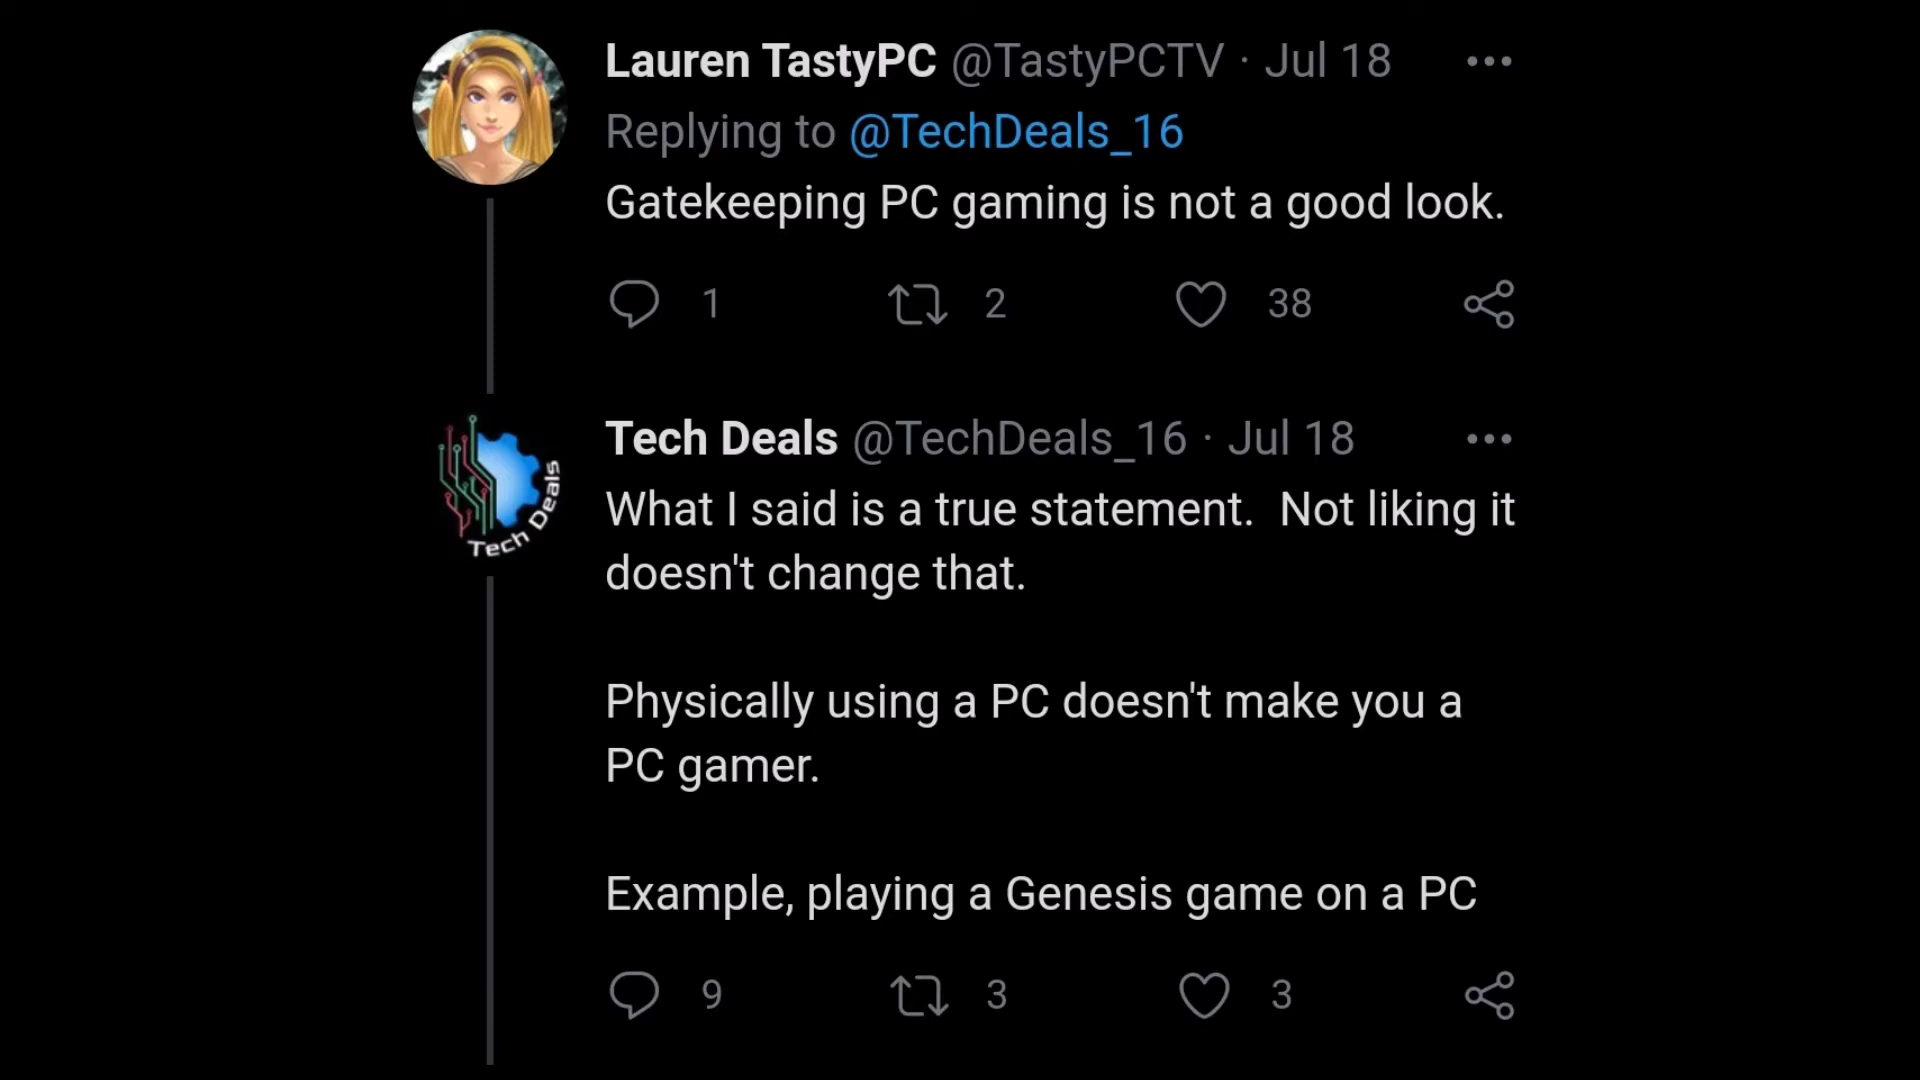 Lauren TastyPC @TastyPCTV · Jul 18
Replying to @TechDeals_16
Gatekeeping PC gaming is not a good look.
1 2 38
Tech Deals @TechDeals_16 · Jul 18
Tech Deals
What I said is a true statement.  Not liking it
doesn't change that.
Physically using a PC doesn't make you a
PC gamer.
Example, playing a Genesis game on a PC
9 3 3